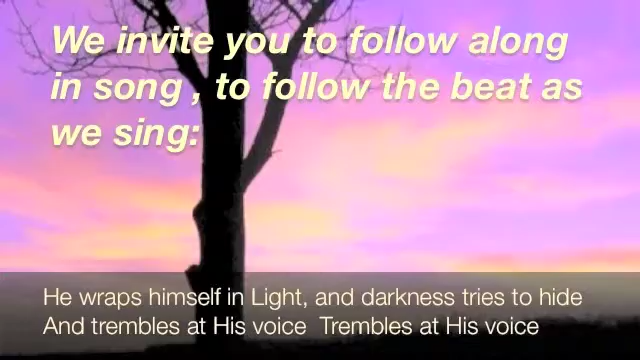 We invite you to follow along
in song , to follow the beat as
we sing:
He wraps himself in Light, and darkness tries to hide
And trembles at His voice  Trembles at His voice